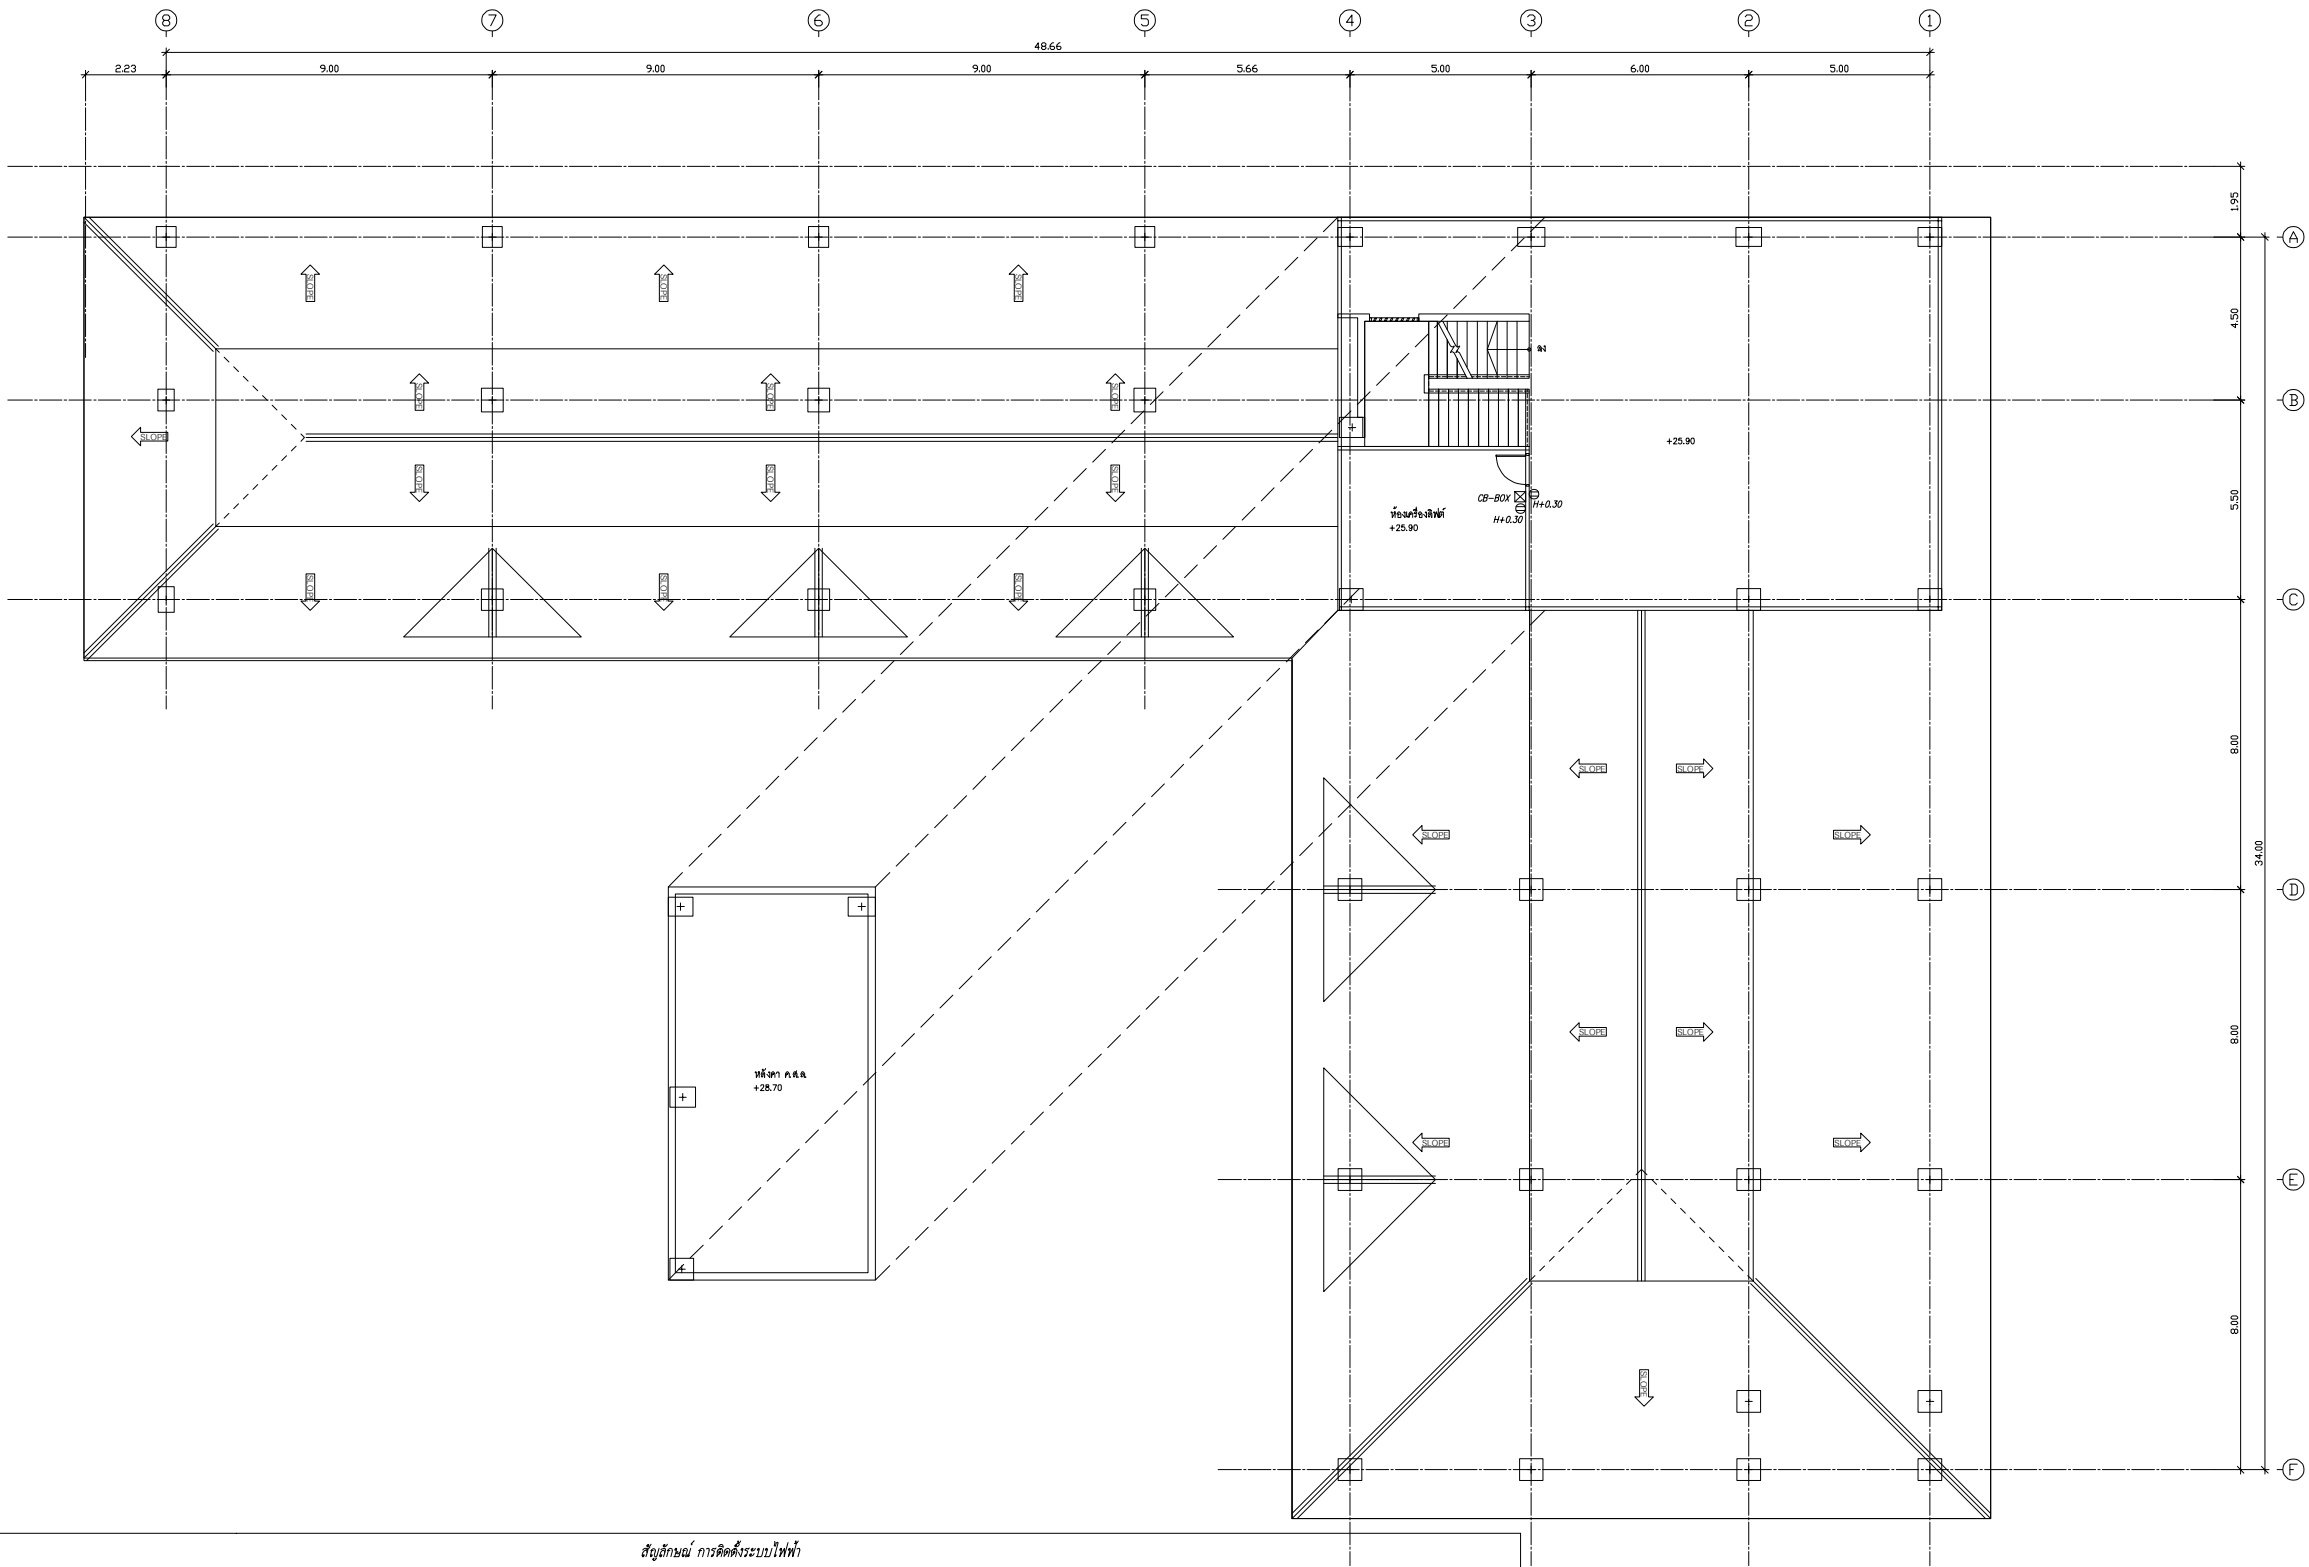 8 7 6 5 4 3 2 1
48.66
2.23 9.00 9.00 9.00 5.66 5.00 6.00 5.00
1.95
A
SLOPE SLOPE SLOPE
4.50
ลง
SLOPE SLOPE SLOPE
B
SLOPE
+25.90
SLOPE SLOPE SLOPE
5.50
CB-BOX
H+0.30
ห้องเครื่องลิฟต์
H+0.30
+25.90
SLOPE SLOPE SLOPE
C
8.00
SLOPE SLOPE
SLOPE SLOPE
34.00
D
SLOPE SLOPE
8.00
หลังคา ค.ส.ล.
+28.70
SLOPE SLOPE
E
8.00
SLOPE
F
สัญลักษณ์ การติดตั้งระบบไฟฟ้า